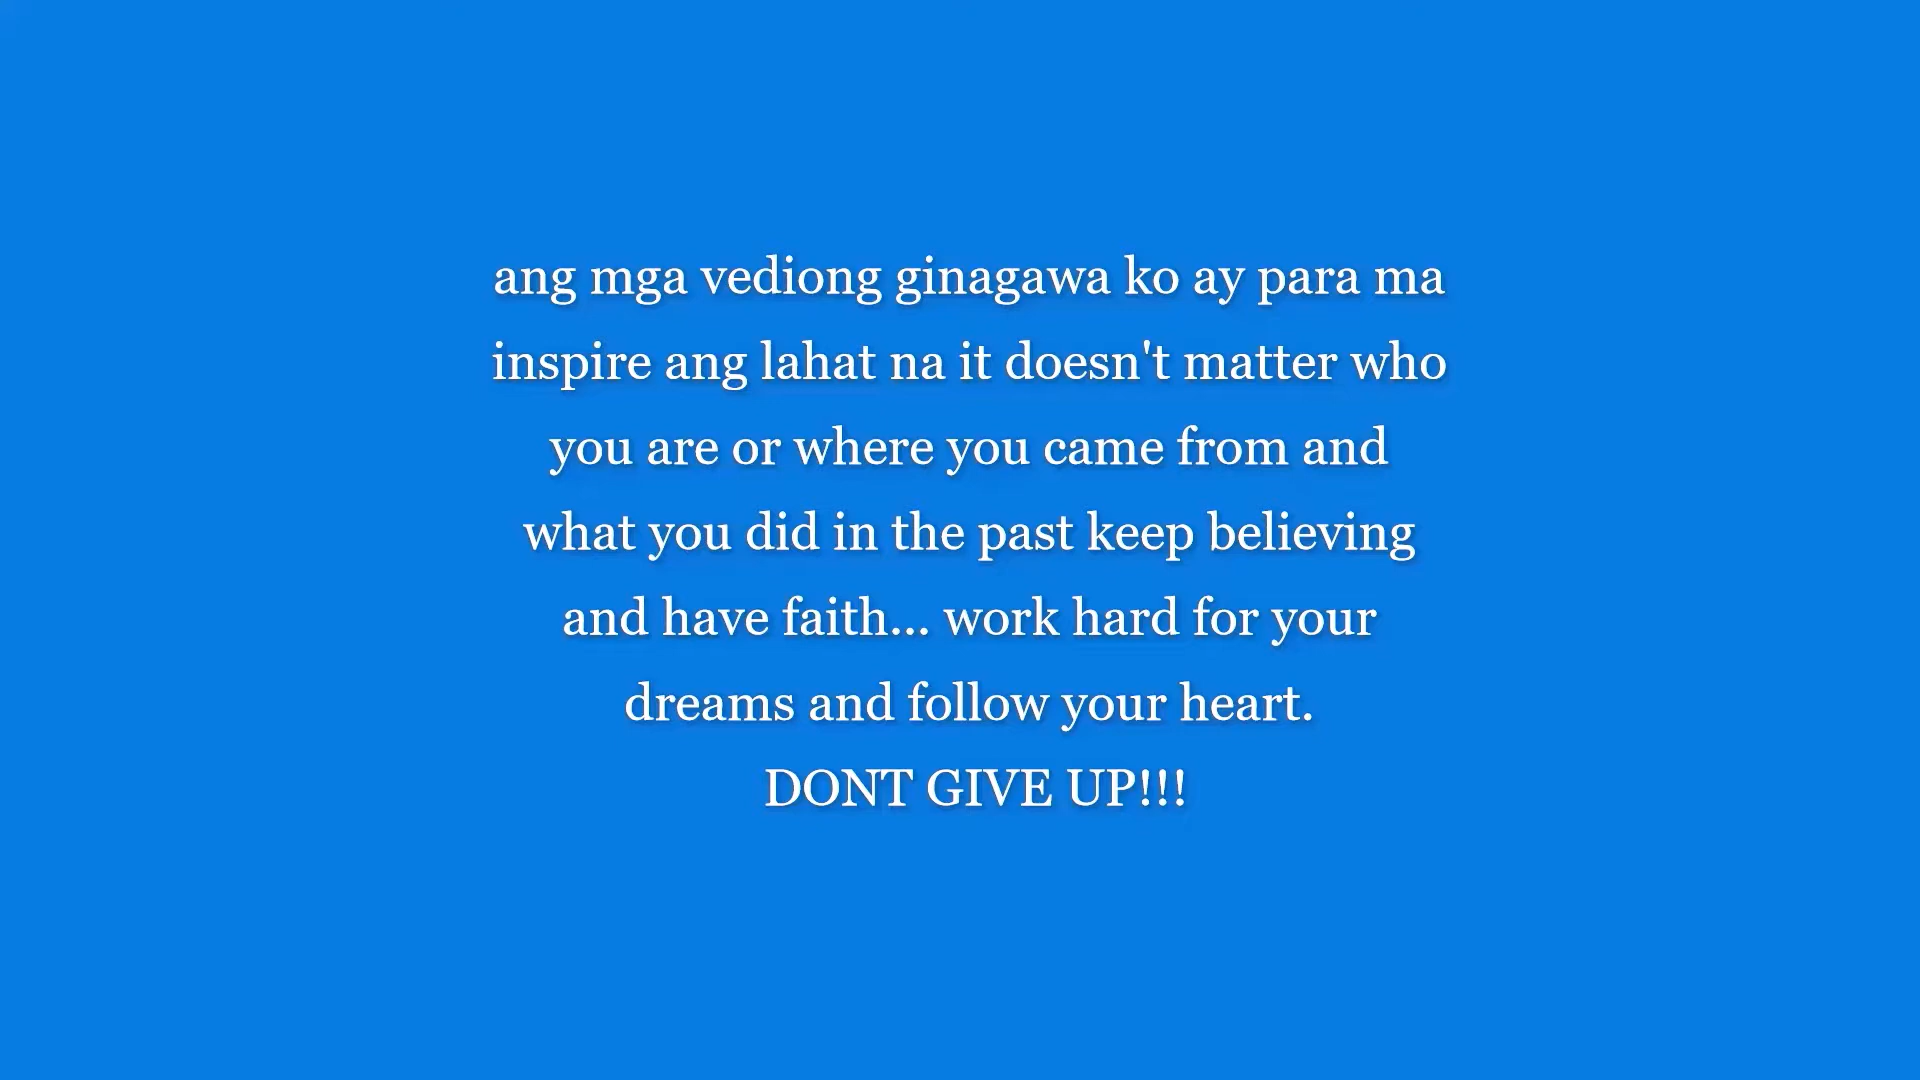 ang mga vediong ginagawa ko ay para ma
inspire ang lahat na it doesn't matter who
you are or where you came from and
what you did in the past keep believing
and have faith... work hard for your
dreams and follow your heart.
DONT GIVE UP!!!